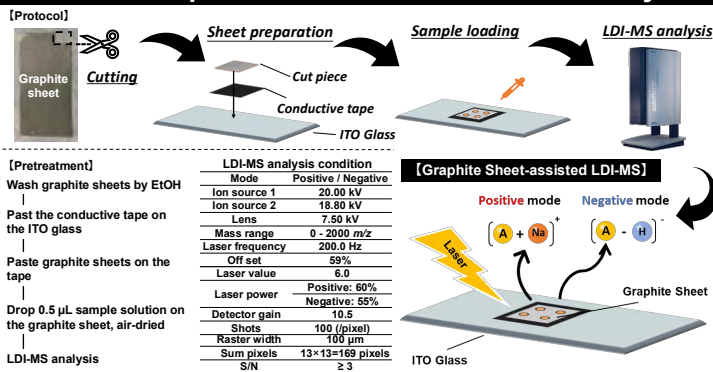 【Protocol】
Graphite
sheet
Cutting
Sheet preparation
Cut piece
Conductive tape
ITO Glass
Sample loading
LDI-MS analysis
【Pretreatment】
Wash graphite sheets by EtOH
Past the conductive tape on
the ITO glass
Paste graphite sheets on the
tape
Drop 0.5 µL sample solution on
the graphite sheet, air-dried
LDI-MS analysis
LDI-MS analysis condition
Mode Positive / Negative
Ion source 1 20.00 kV
Ion source 2 18.80 kV
Lens 7.50 kV
Mass range 0 - 2000 m/z
Laser frequency 200.0 Hz
Off set 59%
Laser value 6.0
Laser power Positive: 60%
Negative: 55%
Detector gain 10.5
Shots 100 (/pixel)
Raster width 100 µm
Sum pixels 13×13=169 pixels
S/N ≥ 3
【Graphite Sheet-assisted LDI-MS】
Positive mode
Negative mode
(A + Na)+
(A - H)-
Laser
Graphite Sheet
ITO Glass